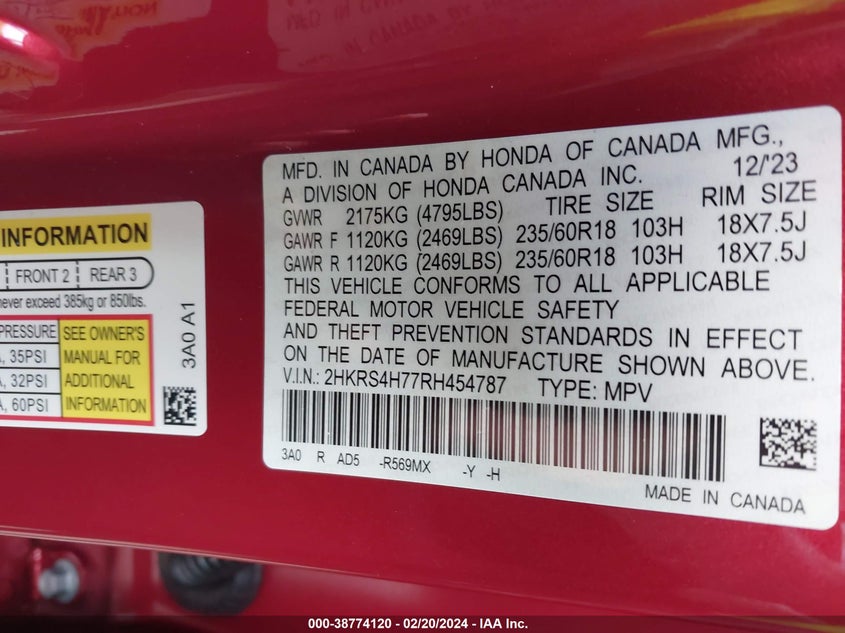 MFD. IN CANADA BY HONDA OF CANADA MFG.,
A DIVISION OF HONDA CANADA INC. 12/'23
GVWR 2175KG (4795LBS) TIRE SIZE RIM SIZE
GAWR F 1120KG (2469LBS) 235/60R18 103H 18X7.5J
GAWR R 1120KG (2469LBS) 235/60R18 103H 18X7.5J
THIS VEHICLE CONFORMS TO ALL APPLICABLE
FEDERAL MOTOR VEHICLE SAFETY
AND THEFT PREVENTION STANDARDS IN EFFECT
ON THE DATE OF MANUFACTURE SHOWN ABOVE.
V.I.N.: 2HKRS4H77RH454787 TYPE: MPV
3A0 R AD5 -R569MX -Y -H
MADE IN CANADA
INFORMATION
FRONT 2 REAR 3
exceed 385kg or 850lbs.
PRESSURE
35PSI
32PSI
60PSI
SEE OWNER'S
MANUAL FOR
ADDITIONAL
INFORMATION
3A0 A1
000-38774120 - 02/20/2024 - IAA Inc.